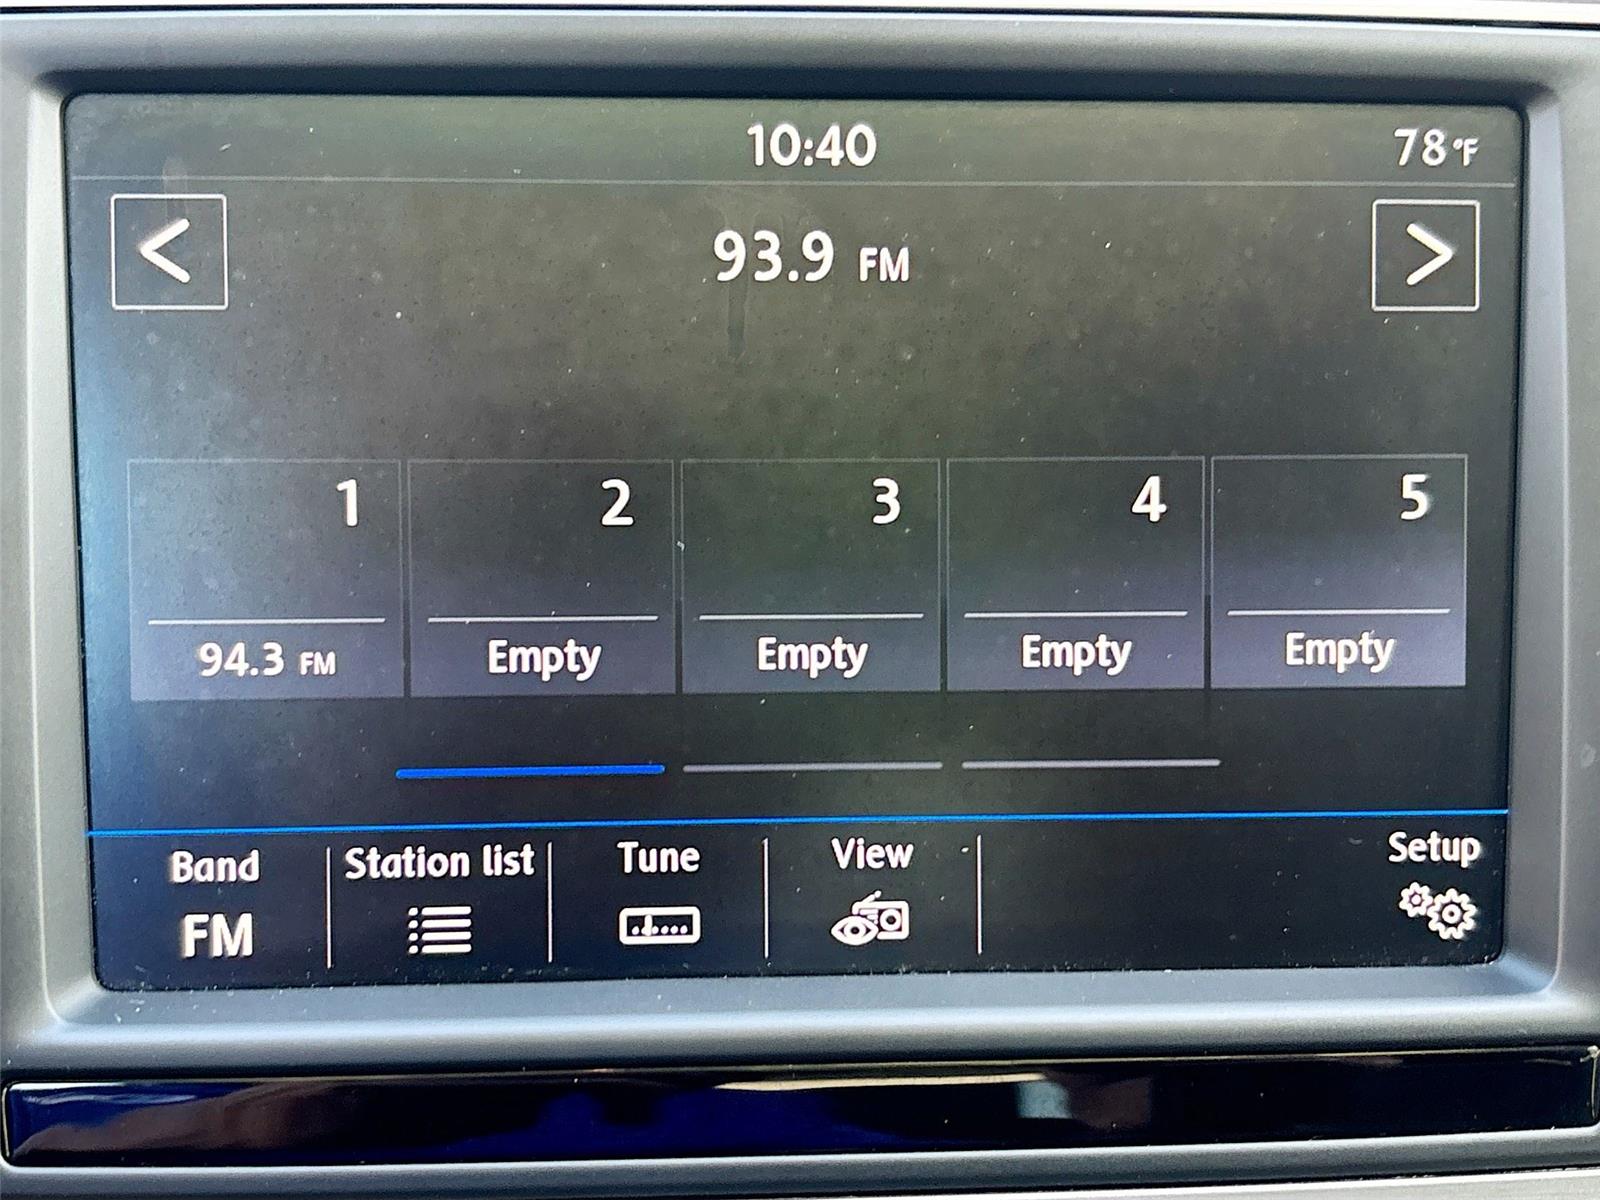 10:40
78°F
<
93.9 FM
>
1
2
3
4
5
94.3 FM
Empty
Empty
Empty
Empty
Band
Station list
Tune
View
Setup
FM